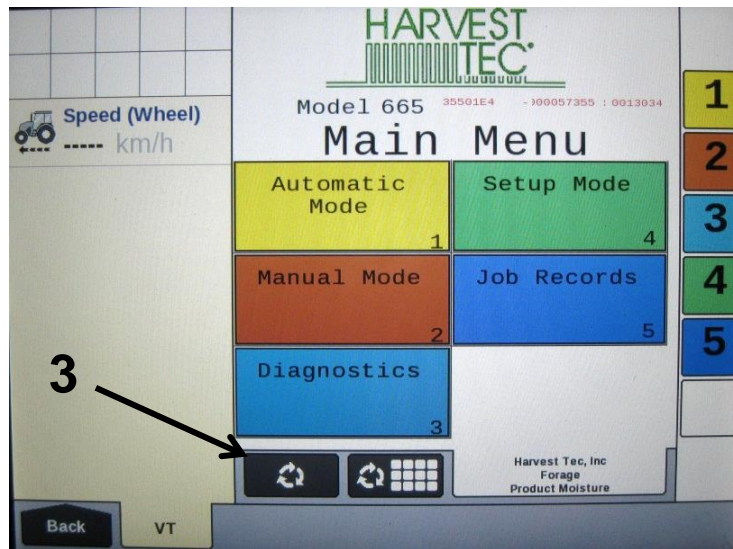 HARVEST
TEC
Model 665
Main Menu
Speed (Wheel)
----- km/h
Automatic
Mode
1
Setup Mode
4
Manual Mode
2
Job Records
5
Diagnostics
3
1
2
3
4
5
3
Harvest Tec, Inc
Forage
Product Moisture
Back
VT